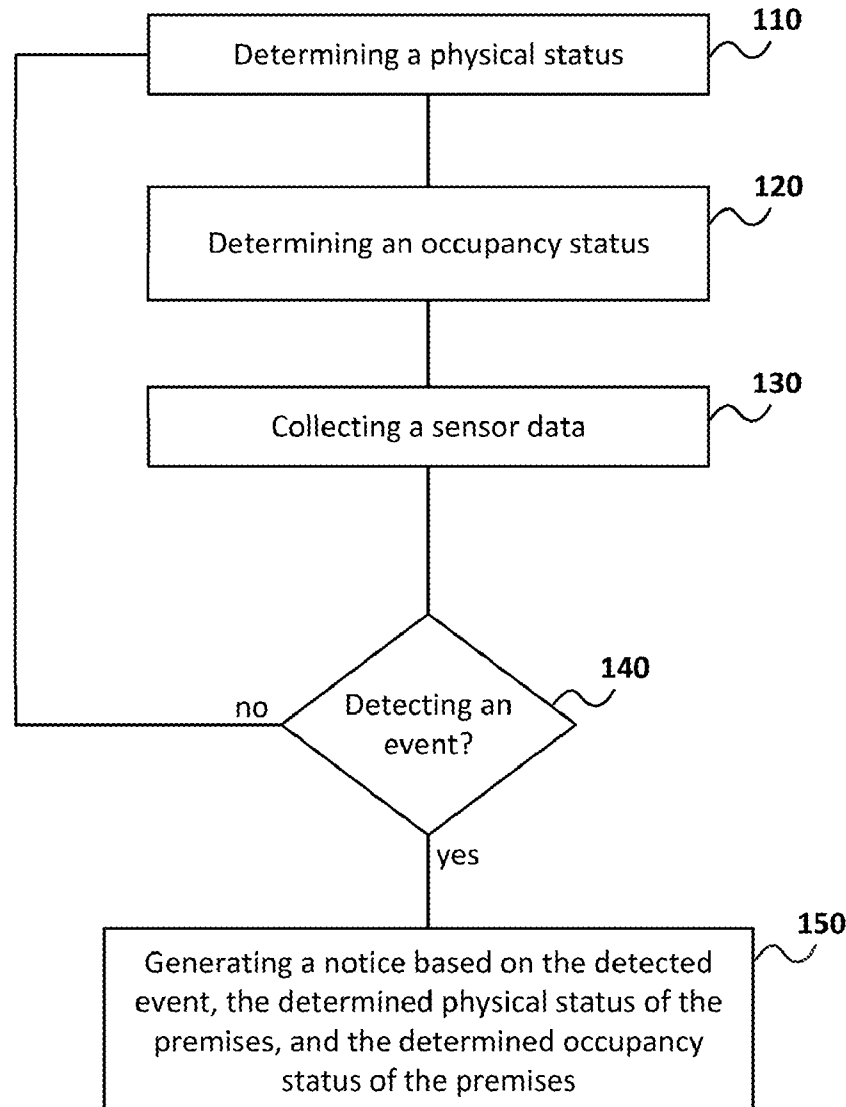 110
Determining a physical status
120
Determining an occupancy status
130
Collecting a sensor data
140
Detecting an
event?
no
yes
150
Generating a notice based on the detected
event, the determined physical status of the
premises, and the determined occupancy
status of the premises